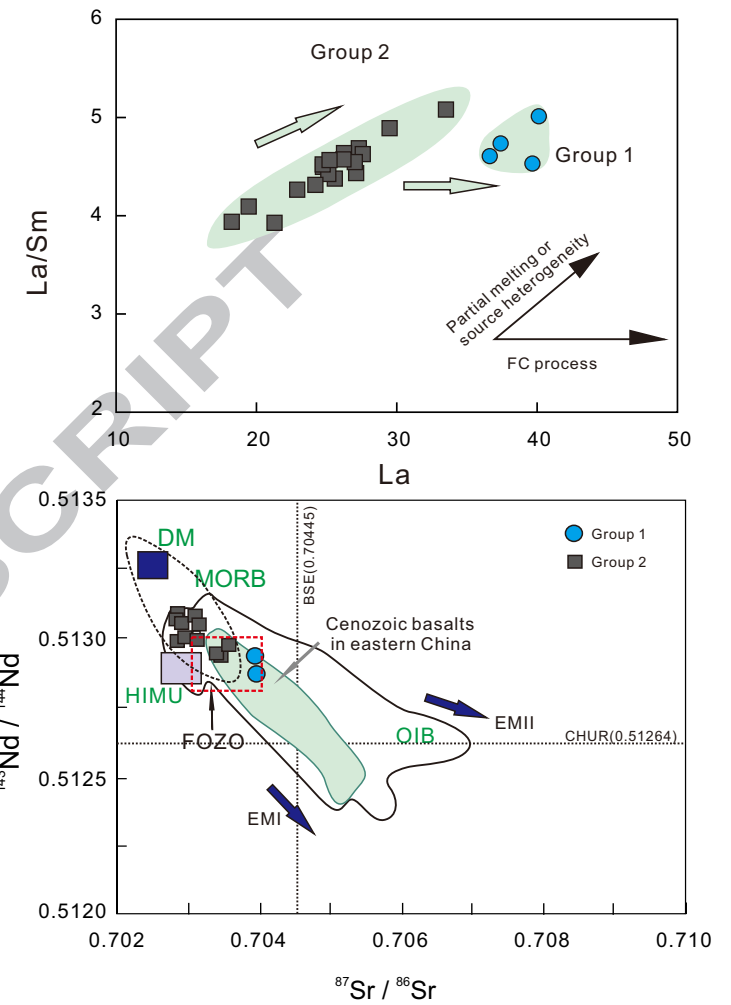 6
Group 2
5
Group 1
4
La/Sm
Partial melting or
source heterogeneity
3
FC process
2
10
20
30
40
50
La
CRIPT
0.5135
DM
BSE(0.70445)
Group 1
Group 2
MORB
Cenozoic basalts
in eastern China
0.5130
HIMU
FOZO
EMII
OIB
CHUR(0.51264)
143Nd / 144Nd
0.5125
EMI
0.5120
0.702
0.704
0.706
0.708
0.710
87Sr / 86Sr